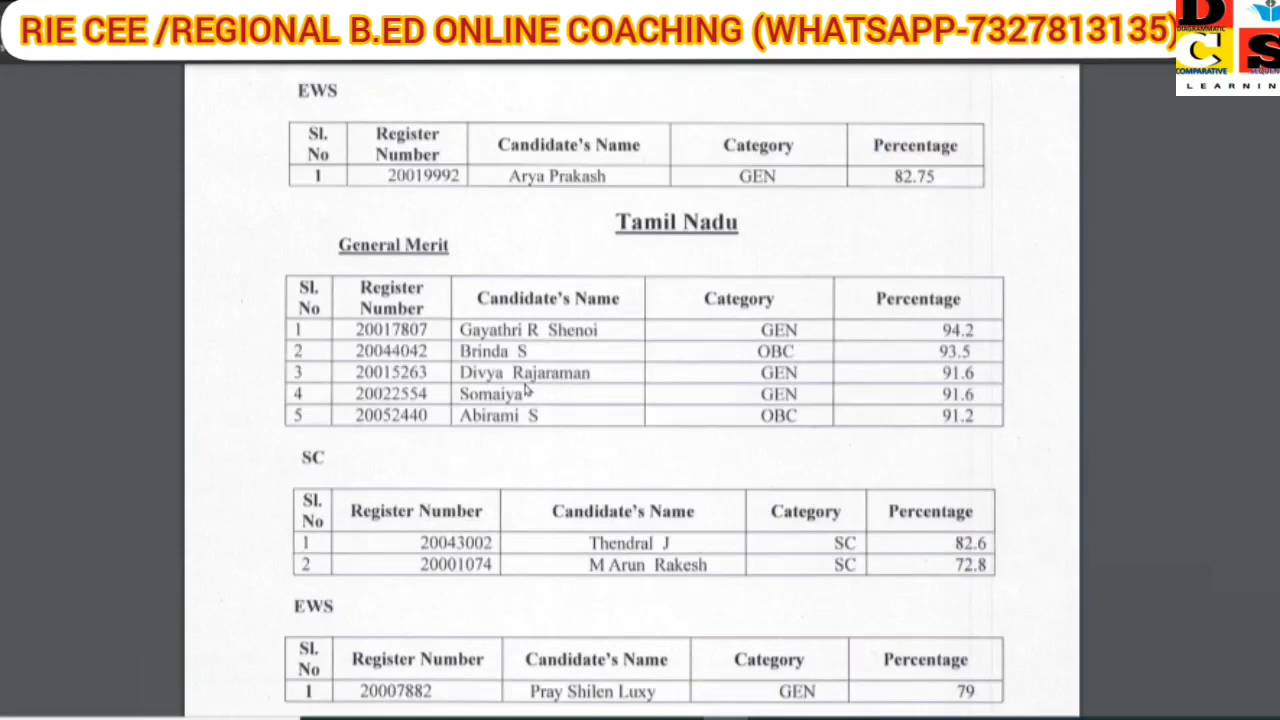 RIE CEE /REGIONAL B.ED ONLINE COACHING (WHATSAPP-7327813135)
D
DIAGRAMMATIC
C S
COMPARATIVE
LEARNIN
EWS
Sl. No Register Number Candidate's Name Category Percentage
1 20019992 Arya Prakash GEN 82.75
Tamil Nadu
General Merit
Sl. No Register Number Candidate's Name Category Percentage
1 20017807 Gayathri R Shenoi GEN 94.2
2 20044042 Brinda S OBC 93.5
3 20015263 Divya Rajaraman GEN 91.6
4 20022554 Somaiya GEN 91.6
5 20052440 Abirami S OBC 91.2
SC
Sl. No Register Number Candidate's Name Category Percentage
1 20043002 Thendral J SC 82.6
2 20001074 M Arun Rakesh SC 72.8
EWS
Sl. No Register Number Candidate's Name Category Percentage
1 20007882 Pray Shilen Luxy GEN 79